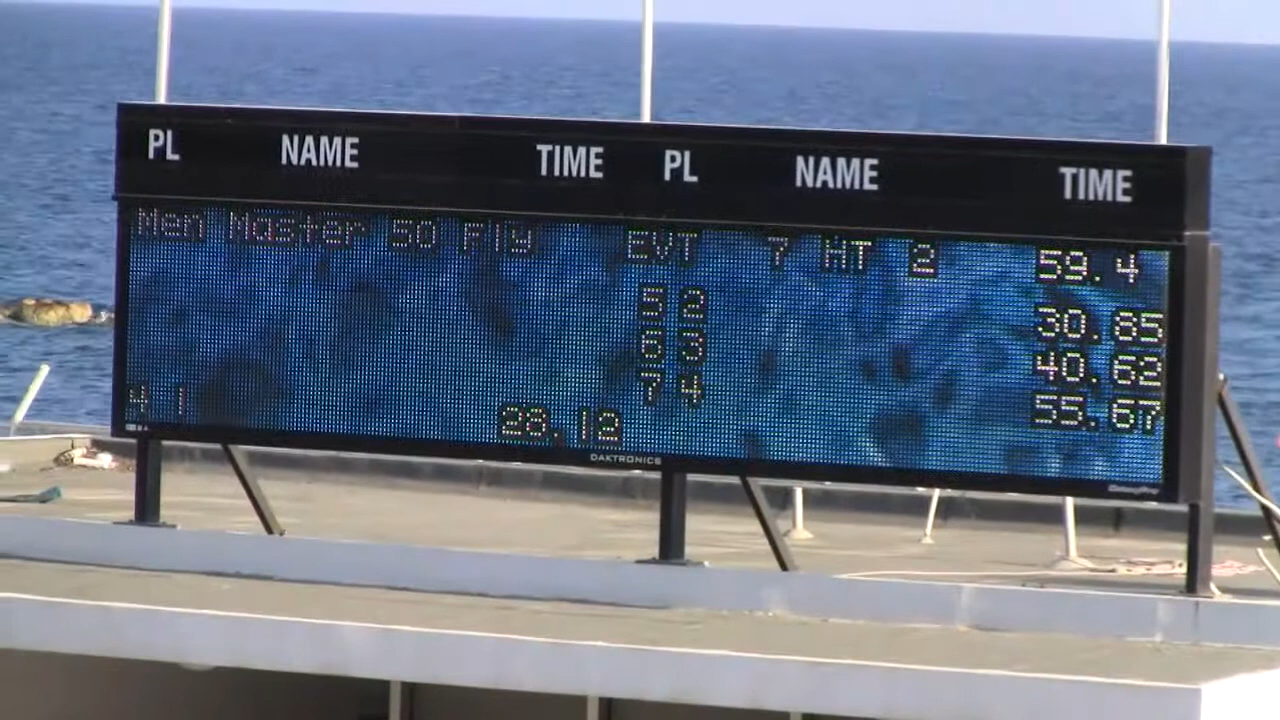 PL NAME TIME PL NAME TIME
Men Master 50 Fly EVT 7 HT 2 59.4
5 2 30.65
6 3 40.62
7 4 55.67
4 1 28.12
DAKTRONICS